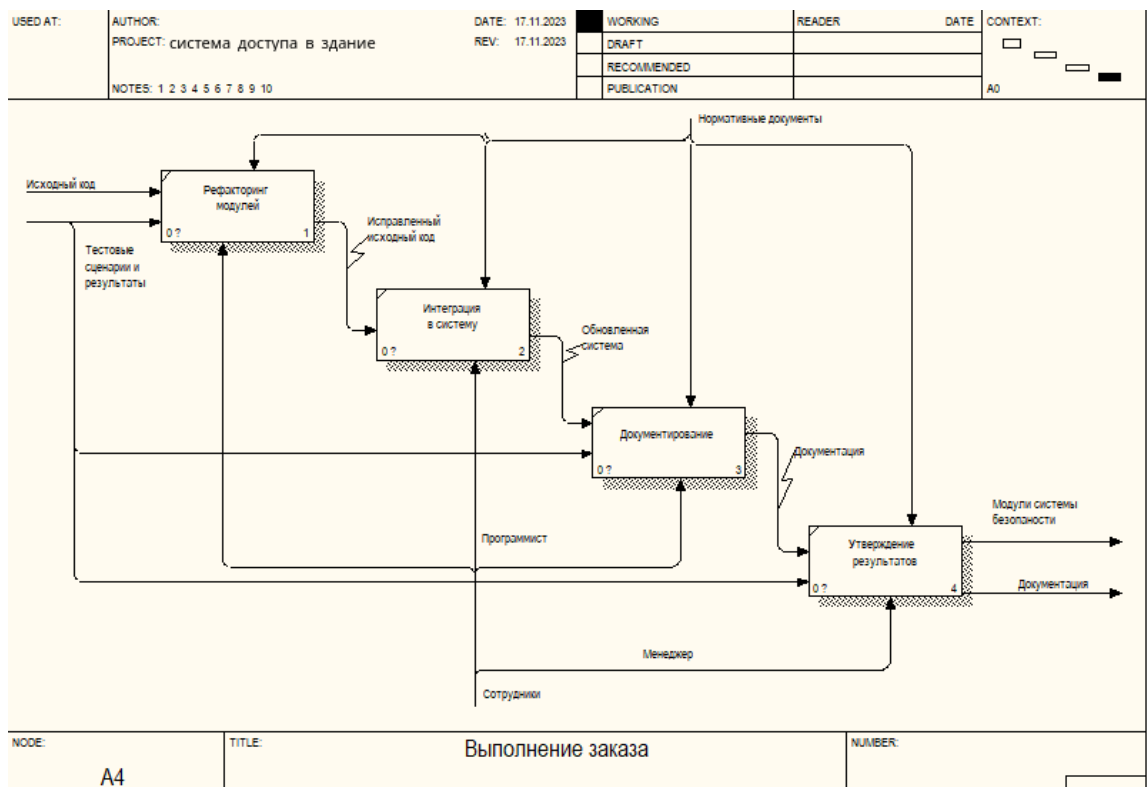 USED AT:
AUTHOR:
DATE: 17.11.2023
PROJECT: система доступа в здание
REV: 17.11.2023
NOTES: 1 2 3 4 5 6 7 8 9 10
WORKING
DRAFT
RECOMMENDED
PUBLICATION
READER
DATE
CONTEXT:
A0
Нормативные документы
Исходный код
Рефакторинг
модулей
0 ?
1
Тестовые
сценарии и
результаты
Исправленный
исходный код
Интеграция
в систему
0 ?
2
Обновленная
система
Документирование
0 ?
3
Документация
Программист
Утверждение
результатов
0 ?
4
Модули системы
безопаности
Документация
Менеджер
Сотрудники
NODE:
A4
TITLE:
Выполнение заказа
NUMBER: